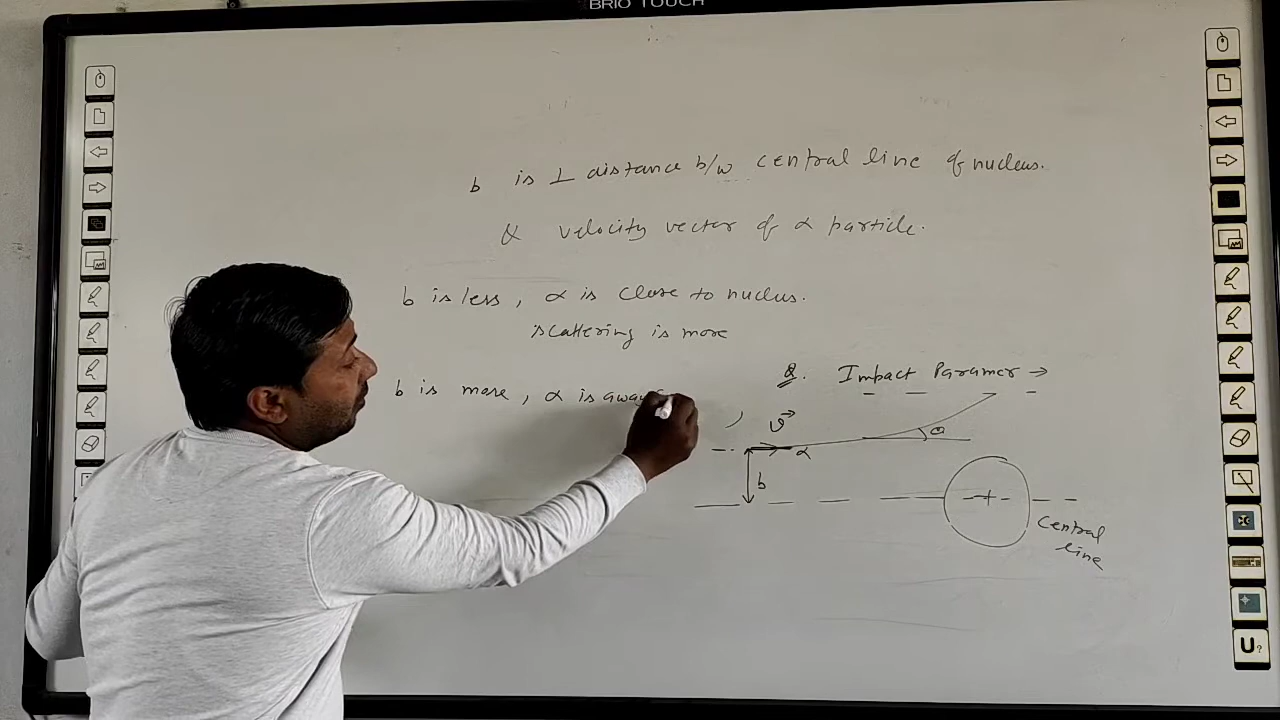 BRIO TOUCH
b is ⊥ distance b/w central line of nucleus.
& velocity vector of α particle.
b is less, α is close to nucleus.
scattering is more
b is more, α is away
Q. Impact Paramer →
v⃗
θ
α
b
+
Central
line
U?